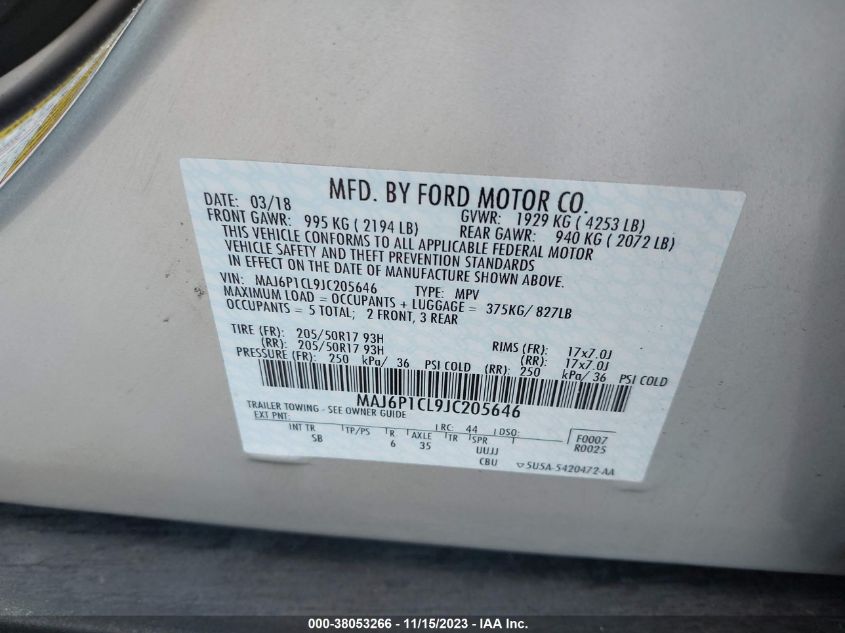 MFD. BY FORD MOTOR CO.
DATE: 03/18 GVWR: 1929 KG ( 4253 LB)
FRONT GAWR: 995 KG ( 2194 LB) REAR GAWR: 940 KG ( 2072 LB)
THIS VEHICLE CONFORMS TO ALL APPLICABLE FEDERAL MOTOR
VEHICLE SAFETY AND THEFT PREVENTION STANDARDS
IN EFFECT ON THE DATE OF MANUFACTURE SHOWN ABOVE.
VIN: MAJ6P1CL9JC205646 TYPE: MPV
MAXIMUM LOAD = OCCUPANTS + LUGGAGE = 375KG/ 827LB
OCCUPANTS = 5 TOTAL; 2 FRONT, 3 REAR
TIRE (FR): 205/50R17 93H RIMS (FR): 17x7.0J
(RR): 205/50R17 93H (RR): 17x7.0J
PRESSURE (FR): 250 kPa/ 36 PSI COLD (RR): 250 kPa/ 36 PSI COLD
MAJ6P1CL9JC205646
TRAILER TOWING - SEE OWNER GUIDE
EXT PNT: RC: 44 DSO: F0007
INT TR TP/PS R AXLE TR SPR R0025
SB 6 35 UUJJ
CBU 5U5A-5420472-AA
000-38053266 - 11/15/2023 - IAA Inc.